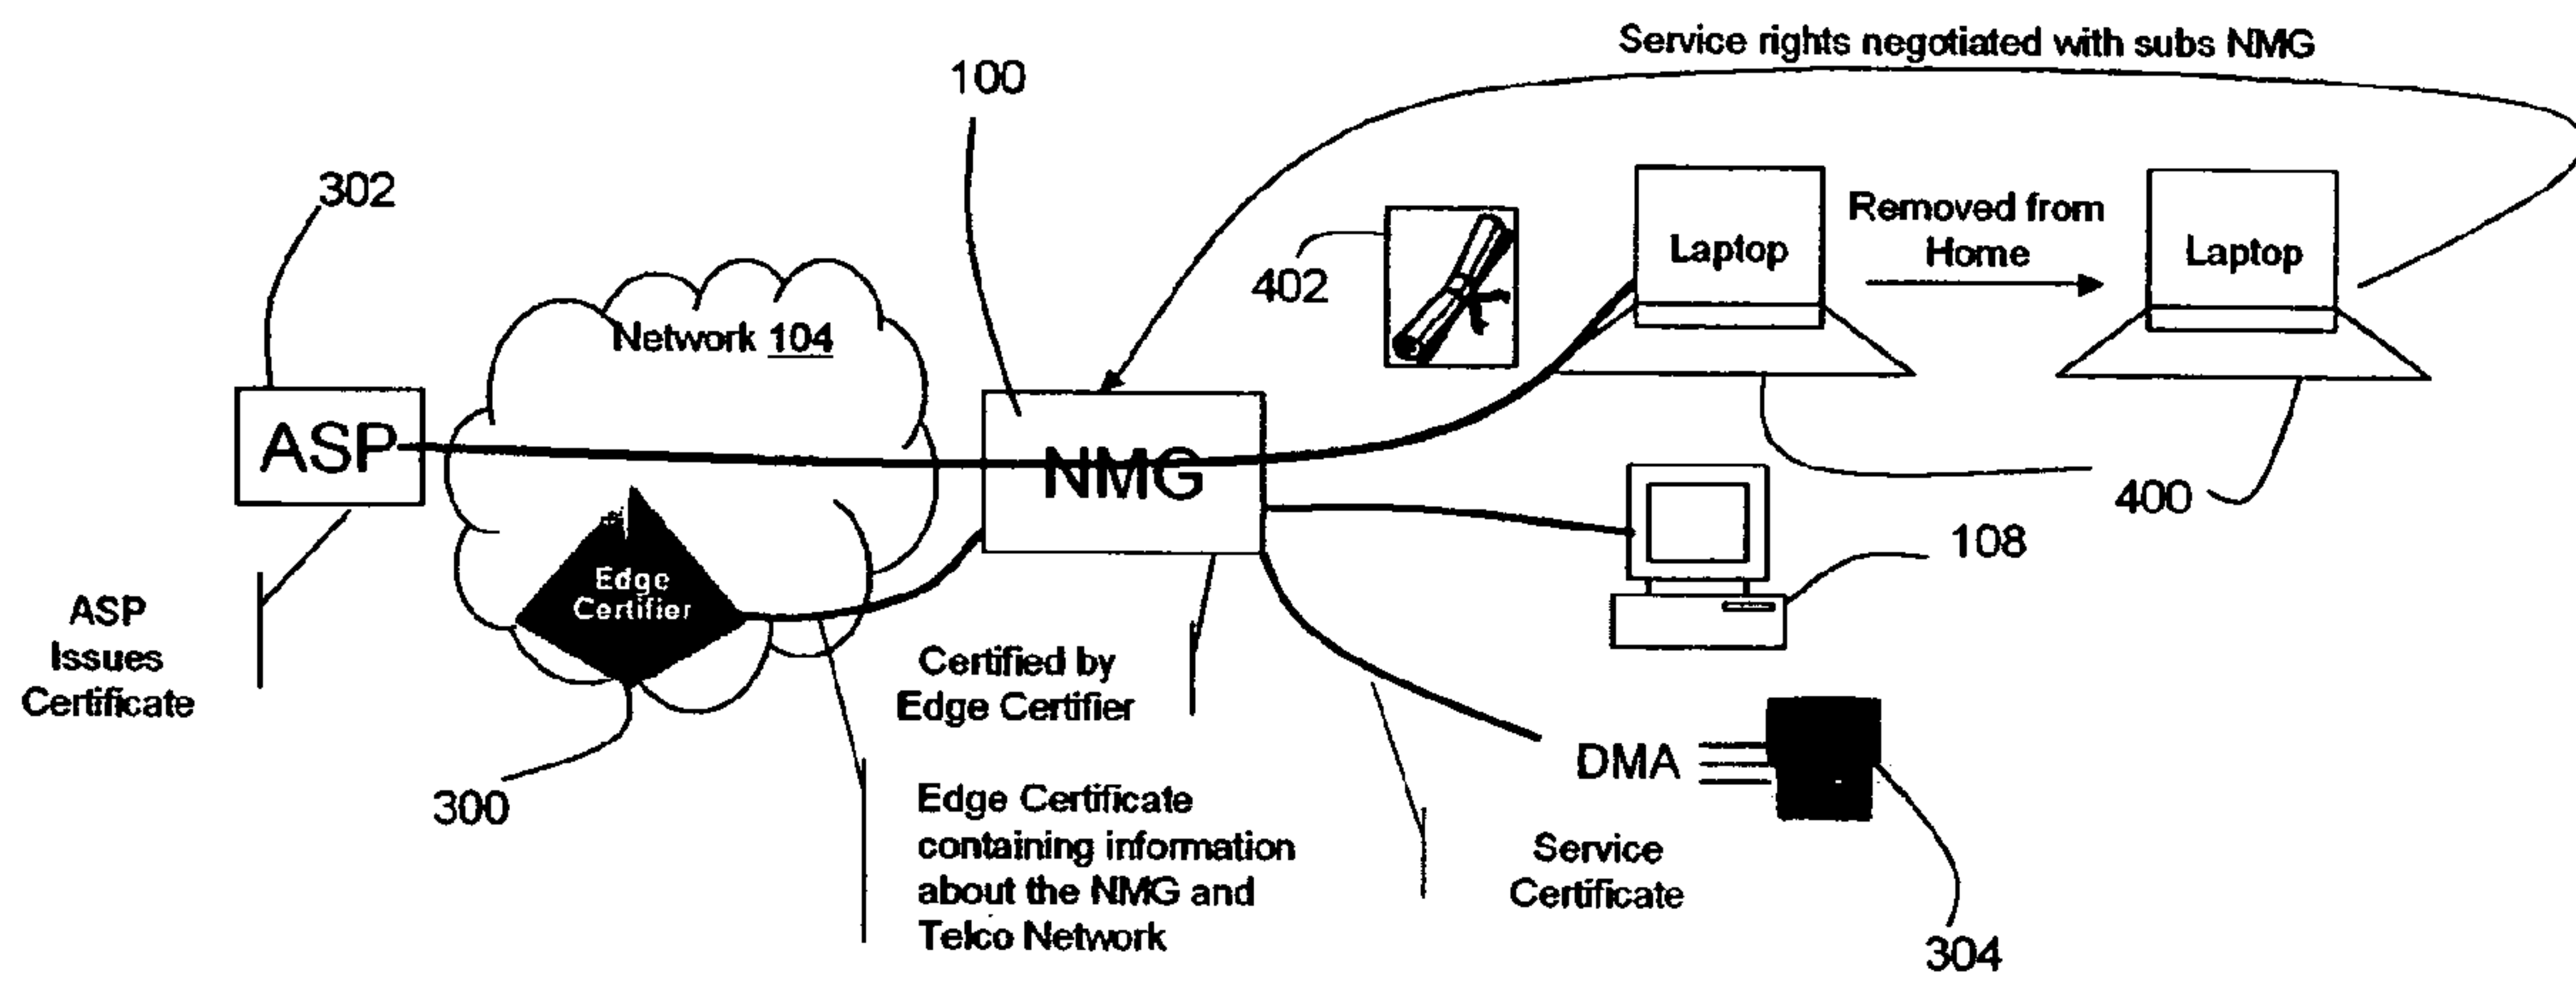 Service rights negotiated with subs NMG
100
302
Removed from
Home
Laptop
Laptop
402
Network 104
ASP
NMG
400
108
Edge
Certifier
ASP
Issues
Certificate
Certified by
Edge Certifier
DMA
300
Edge Certificate
containing information
about the NMG and
Telco Network
Service
Certificate
304